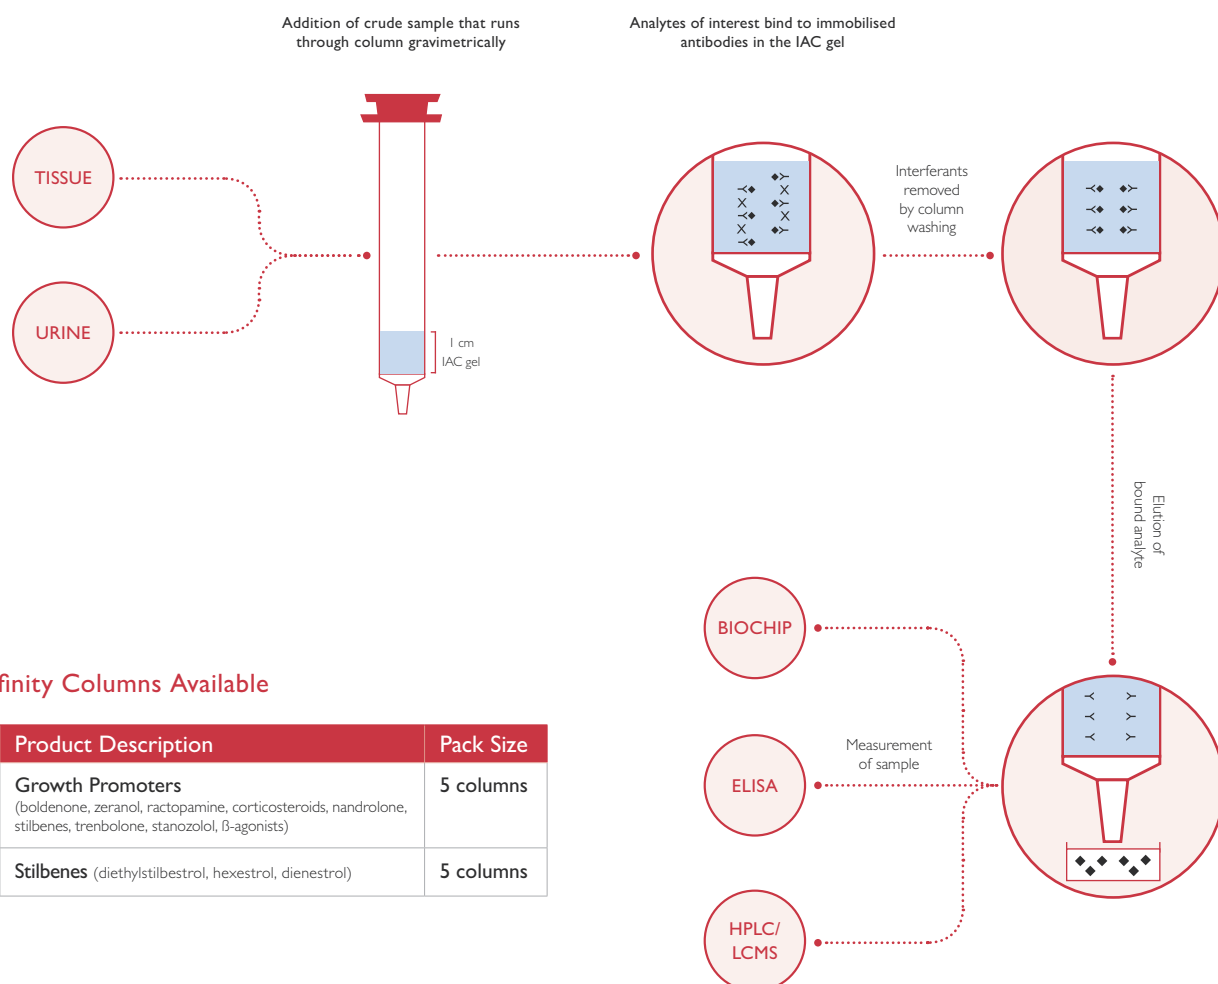 Addition of crude sample that runs
through column gravimetrically
Analytes of interest bind to immobilised
antibodies in the IAC gel
TISSUE
URINE
1 cm
IAC gel
Interferants
removed
by column
washing
Elution of
bound analyte
BIOCHIP
ELISA
HPLC/
LCMS
Measurement
of sample
finity Columns Available
Product Description
Pack Size
Growth Promoters
5 columns
(boldenone, zeranol, ractopamine, corticosteroids, nandrolone,
stilbenes, trenbolone, stanozolol, ß-agonists)
Stilbenes (diethylstilbestrol, hexestrol, dienestrol)
5 columns